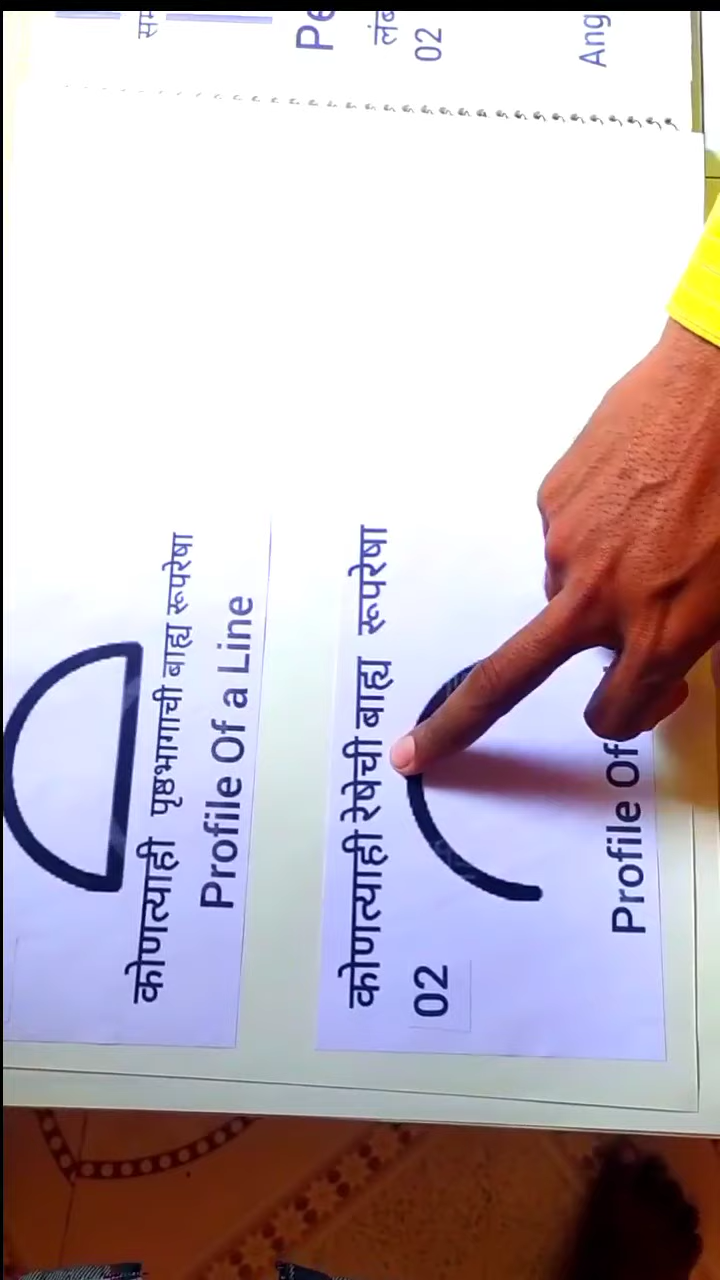 कोणत्याही पृष्ठभागाची बाह्य रूपरेषा
Profile Of a Line
कोणत्याही रेषेची बाह्य रूपरेषा
02
Profile Of
02